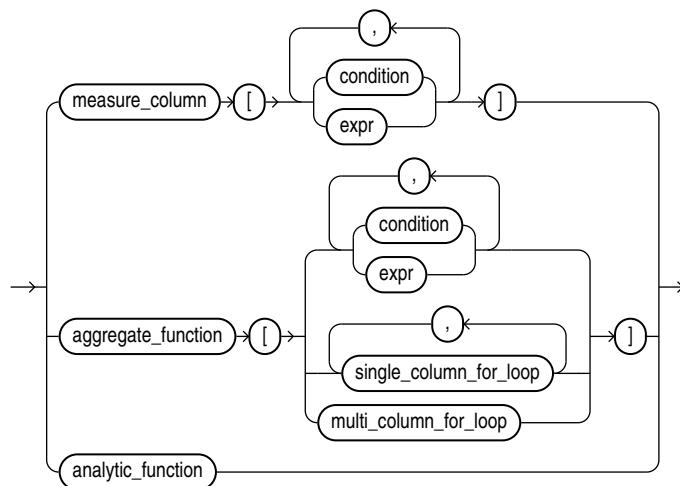 ,
condition
measure_column [ ]
expr
,
condition
expr
aggregate_function [ ]
,
single_column_for_loop
multi_column_for_loop
analytic_function